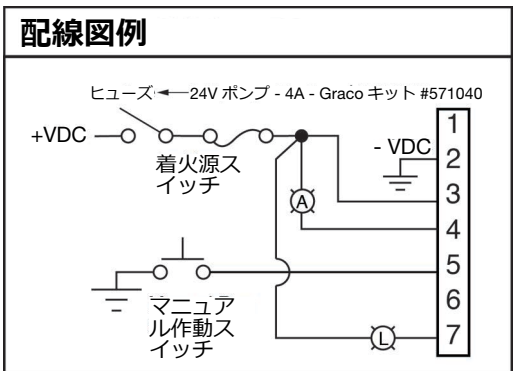 配線図例
ヒューズ 24V ポンプ - 4A - Graco キット #571040
+VDC
着火源ス
イッチ
- VDC
A
マニュア
ル作動ス
イッチ
L
1
2
3
4
5
6
7